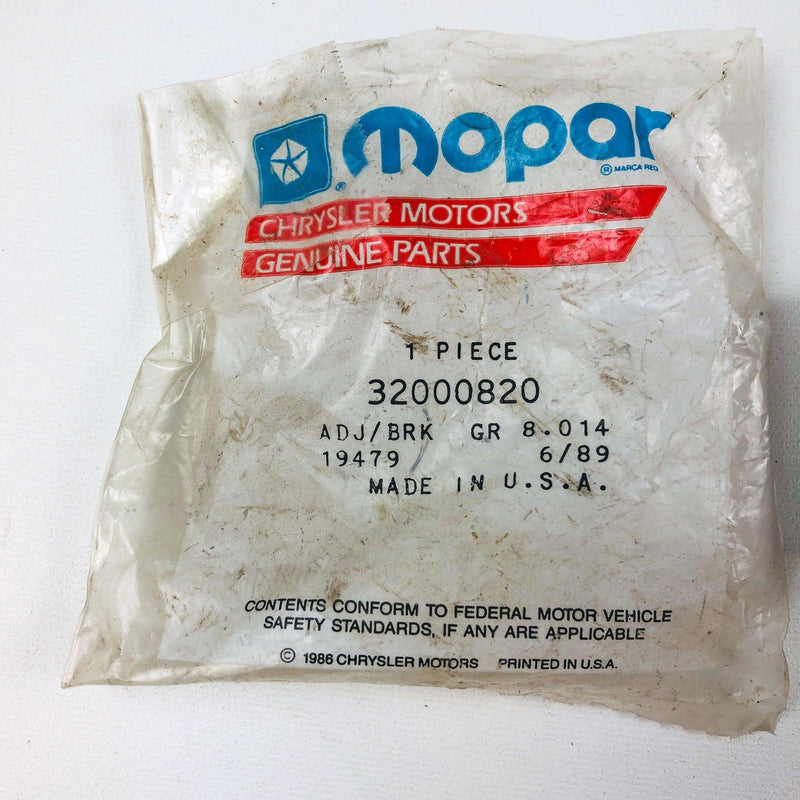 mopar
®
® MARCA REG
CHRYSLER MOTORS
GENUINE PARTS
1 PIECE
32000820
ADJ/BRK GR 8.014
19479 6/89
MADE IN U.S.A.
CONTENTS CONFORM TO FEDERAL MOTOR VEHICLE
SAFETY STANDARDS, IF ANY ARE APPLICABLE
© 1986 CHRYSLER MOTORS PRINTED IN U.S.A.